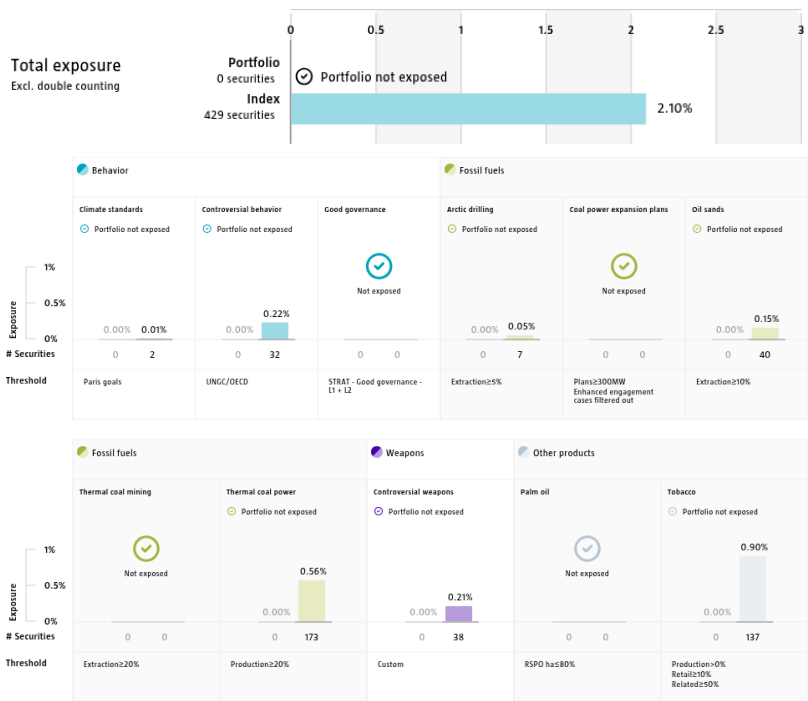 0 0.5 1 1.5 2 2.5 3
Total exposure
Excl. double counting
Portfolio
0 securities
Portfolio not exposed
Index
429 securities
2.10%
Behavior
Fossil fuels
Climate standards
Controversial behavior
Good governance
Arctic drilling
Coal power expansion plans
Oil sands
Portfolio not exposed
Portfolio not exposed
Portfolio not exposed
Portfolio not exposed
Not exposed
Not exposed
Exposure
1%
0.5%
0%
0.00% 0.01%
0.00% 0.22%
0.00% 0.05%
0.00% 0.15%
# Securities
0 2
0 32
0 0
0 7
0 0
0 40
Threshold
Paris goals
UNGC/OECD
STRAT - Good governance -
L1 + L2
Extraction≥5%
Plans≥300MW
Enhanced engagement
cases filtered out
Extraction≥10%
Fossil fuels
Weapons
Other products
Thermal coal mining
Thermal coal power
Controversial weapons
Palm oil
Tobacco
Portfolio not exposed
Portfolio not exposed
Portfolio not exposed
Not exposed
Not exposed
Exposure
1%
0.5%
0%
0.00% 0.56%
0.00% 0.21%
0.00% 0.90%
# Securities
0 0
0 173
0 38
0 0
0 137
Threshold
Extraction≥20%
Production≥20%
Custom
RSPO ha≤80%
Production>0%
Retail≥10%
Related≥50%